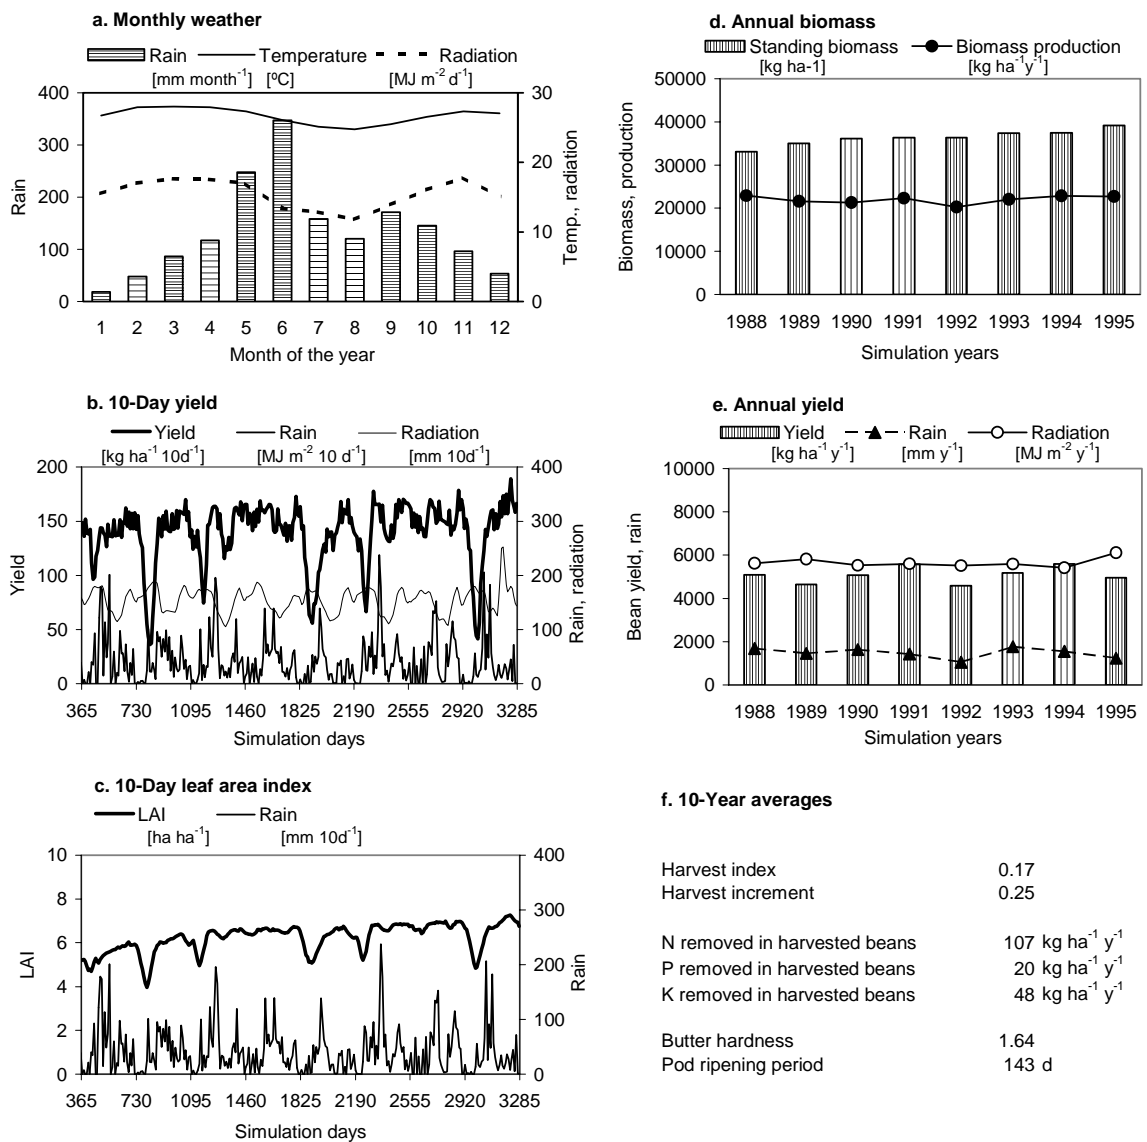 a. Monthly weather
Rain Temperature Radiation
[mm month⁻¹] [ºC] [MJ m⁻² d⁻¹]
400 30
300
20
200
10
100
0 0
Rain
Temp., radiation
1 2 3 4 5 6 7 8 9 10 11 12
Month of the year
b. 10-Day yield
Yield Rain Radiation
[kg ha⁻¹ 10d⁻¹] [MJ m⁻² 10 d⁻¹] [mm 10d⁻¹]
200 400
150 300
100 200
50 100
0 0
Yield
Rain, radiation
365 730 1095 1460 1825 2190 2555 2920 3285
Simulation days
c. 10-Day leaf area index
LAI Rain
[ha ha⁻¹] [mm 10d⁻¹]
10 400
8
300
6
200
4
100
2
0 0
LAI
Rain
365 730 1095 1460 1825 2190 2555 2920 3285
Simulation days
d. Annual biomass
Standing biomass Biomass production
[kg ha-1] [kg ha⁻¹y⁻¹]
50000
40000
30000
20000
10000
0
Biomass, production
1988 1989 1990 1991 1992 1993 1994 1995
Simulation years
e. Annual yield
Yield Rain Radiation
[kg ha⁻¹ y⁻¹] [mm y⁻¹] [MJ m⁻² y⁻¹]
10000
8000
6000
4000
2000
0
Bean yield, rain
1988 1989 1990 1991 1992 1993 1994 1995
Simulation years
f. 10-Year averages
Harvest index 0.17
Harvest increment 0.25
N removed in harvested beans 107 kg ha⁻¹ y⁻¹
P removed in harvested beans 20 kg ha⁻¹ y⁻¹
K removed in harvested beans 48 kg ha⁻¹ y⁻¹
Butter hardness 1.64
Pod ripening period 143 d